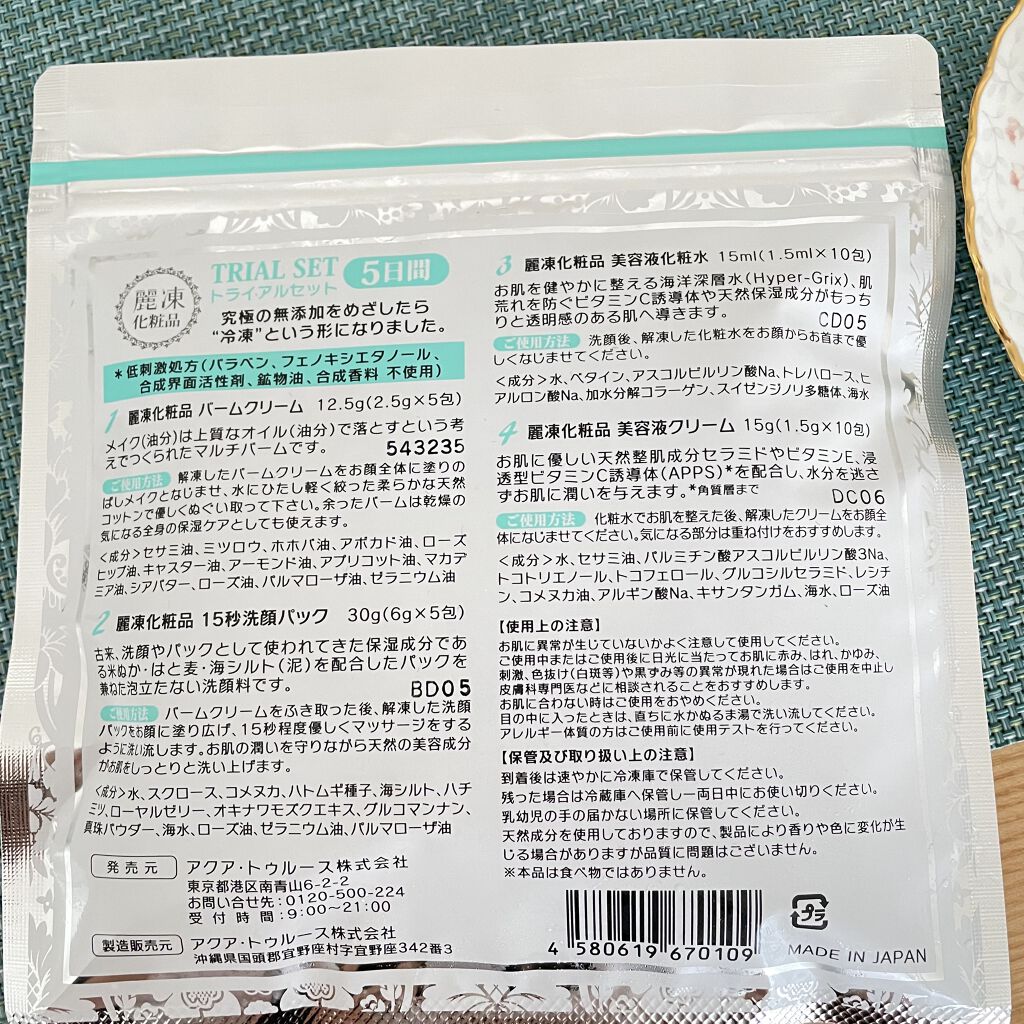 麗凍
化粧品
TRIAL SET
トライアルセット
5日間
究極の無添加をめざしたら
“冷凍”という形になりました。
*低刺激処方(パラベン、フェノキシエタノール、
合成界面活性剤、鉱物油、合成香料 不使用)
1 麗凍化粧品 バームクリーム 12.5g(2.5g×5包)
メイク(油分)は上質なオイル(油分)で落とすという考
えでつくられたマルチバームです。 543235
ご使用方法 解凍したバームクリームをお顔全体に塗りの
ばしメイクとなじませ、水にひたし軽く絞った柔らかな天然
コットンで優しくぬぐい取って下さい。余ったバームは乾燥の
気になる全身の保湿ケアとしても使えます。
<成分>セサミ油、ミツロウ、ホホバ油、アボカド油、ローズ
ヒップ油、キャスター油、アーモンド油、アプリコット油、マカデ
ミア油、シアバター、ローズ油、パルマローザ油、ゼラニウム油
2 麗凍化粧品 15秒洗顔パック 30g(6g×5包)
古来、洗顔やパックとして使われてきた保湿成分であ
る米ぬか・はと麦・海シルト(泥)を配合したパックを
兼ねた泡立たない洗顔料です。 BD05
ご使用方法 バームクリームをふき取った後、解凍した洗顔
パックをお顔に塗り広げ、15秒程度優しくマッサージをする
ように洗い流します。お肌の潤いを守りながら天然の美容成分
がお肌をしっとりと洗い上げます。
<成分>水、スクロース、コメヌカ、ハトムギ種子、海シルト、ハチ
ミツ、ローヤルゼリー、オキナワモズクエキス、グルコマンナン、
真珠パウダー、海水、ローズ油、ゼラニウム油、パルマローザ油
発売元 アクア・トゥルース株式会社
東京都港区南青山6-2-2
お問い合せ先:0120-500-224
受付時間:9:00~21:00
製造販売元 アクア・トゥルース株式会社
沖縄県国頭郡宜野座村字宜野座342番3
3 麗凍化粧品 美容液化粧水 15ml(1.5ml×10包)
お肌を健やかに整える海洋深層水(Hyper-Grix)、肌
荒れを防ぐビタミンC誘導体や天然保湿成分がもっち
りと透明感のある肌へ導きます。 CD05
ご使用方法 洗顔後、解凍した化粧水をお顔からお首まで優
しくなじませてください。
<成分>水、ベタイン、アスコルビルリン酸Na、トレハロース、ヒ
アルロン酸Na、加水分解コラーゲン、スイゼンジノリ多糖体、海水
4 麗凍化粧品 美容液クリーム 15g(1.5g×10包)
お肌に優しい天然整肌成分セラミドやビタミンE、浸
透型ビタミンC誘導体(APPS)*を配合し、水分を逃さ
ずお肌に潤いを与えます。*角質層まで DC06
ご使用方法 化粧水でお肌を整えた後、解凍したクリームをお顔全
体になじませてください。気になる部分は重ね付けをおすすめします。
<成分>水、セサミ油、パルミチン酸アスコルビルリン酸3Na、
トコトリエノール、トコフェロール、グルコシルセラミド、レシチ
ン、コメヌカ油、アルギン酸Na、キサンタンガム、海水、ローズ油
【使用上の注意】
お肌に異常が生じていないかよく注意して使用してください。
ご使用中またはご使用後に日光に当たってお肌に赤み、はれ、かゆみ、
刺激、色抜け(白斑等)や黒ずみ等の異常が現れた場合はご使用を中止し
皮膚科専門医などに相談されることをおすすめします。
お肌に合わない時はご使用をおやめください。
目の中に入ったときは、直ちに水かぬるま湯で洗い流してください。
アレルギー体質の方はご使用前に使用テストを行ってください。
【保管及び取り扱い上の注意】
到着後は速やかに冷凍庫で保管してください。
残った場合は冷蔵庫へ保管し一両日中にお使い切りください。
乳幼児の手の届かない場所に保管してください。
天然成分を使用しておりますので、製品により香りや色に変化が生
じる場合がありますが品質に問題はございません。
※本品は食べ物ではありません。
4 580619 670109
プラ
MADE IN JAPAN